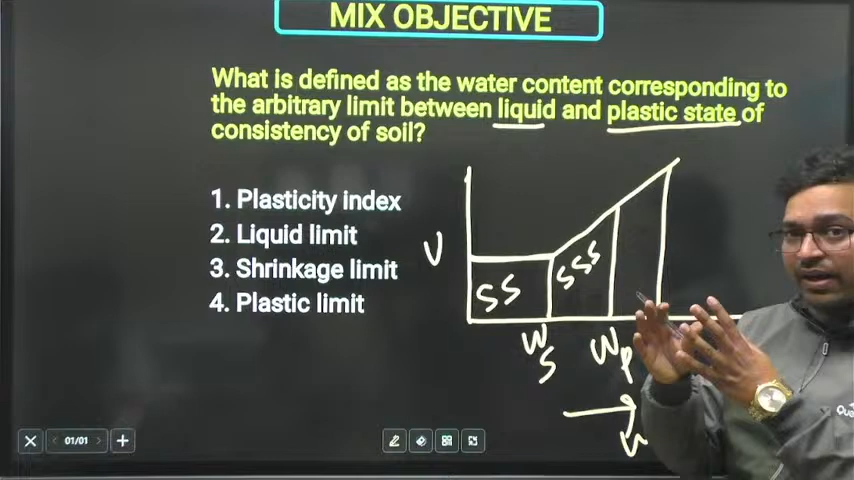 MIX OBJECTIVE
What is defined as the water content corresponding to
the arbitrary limit between liquid and plastic state of
consistency of soil?
1. Plasticity index
2. Liquid limit
3. Shrinkage limit
4. Plastic limit
V
SS
SSS
Ws
Wp
01/01